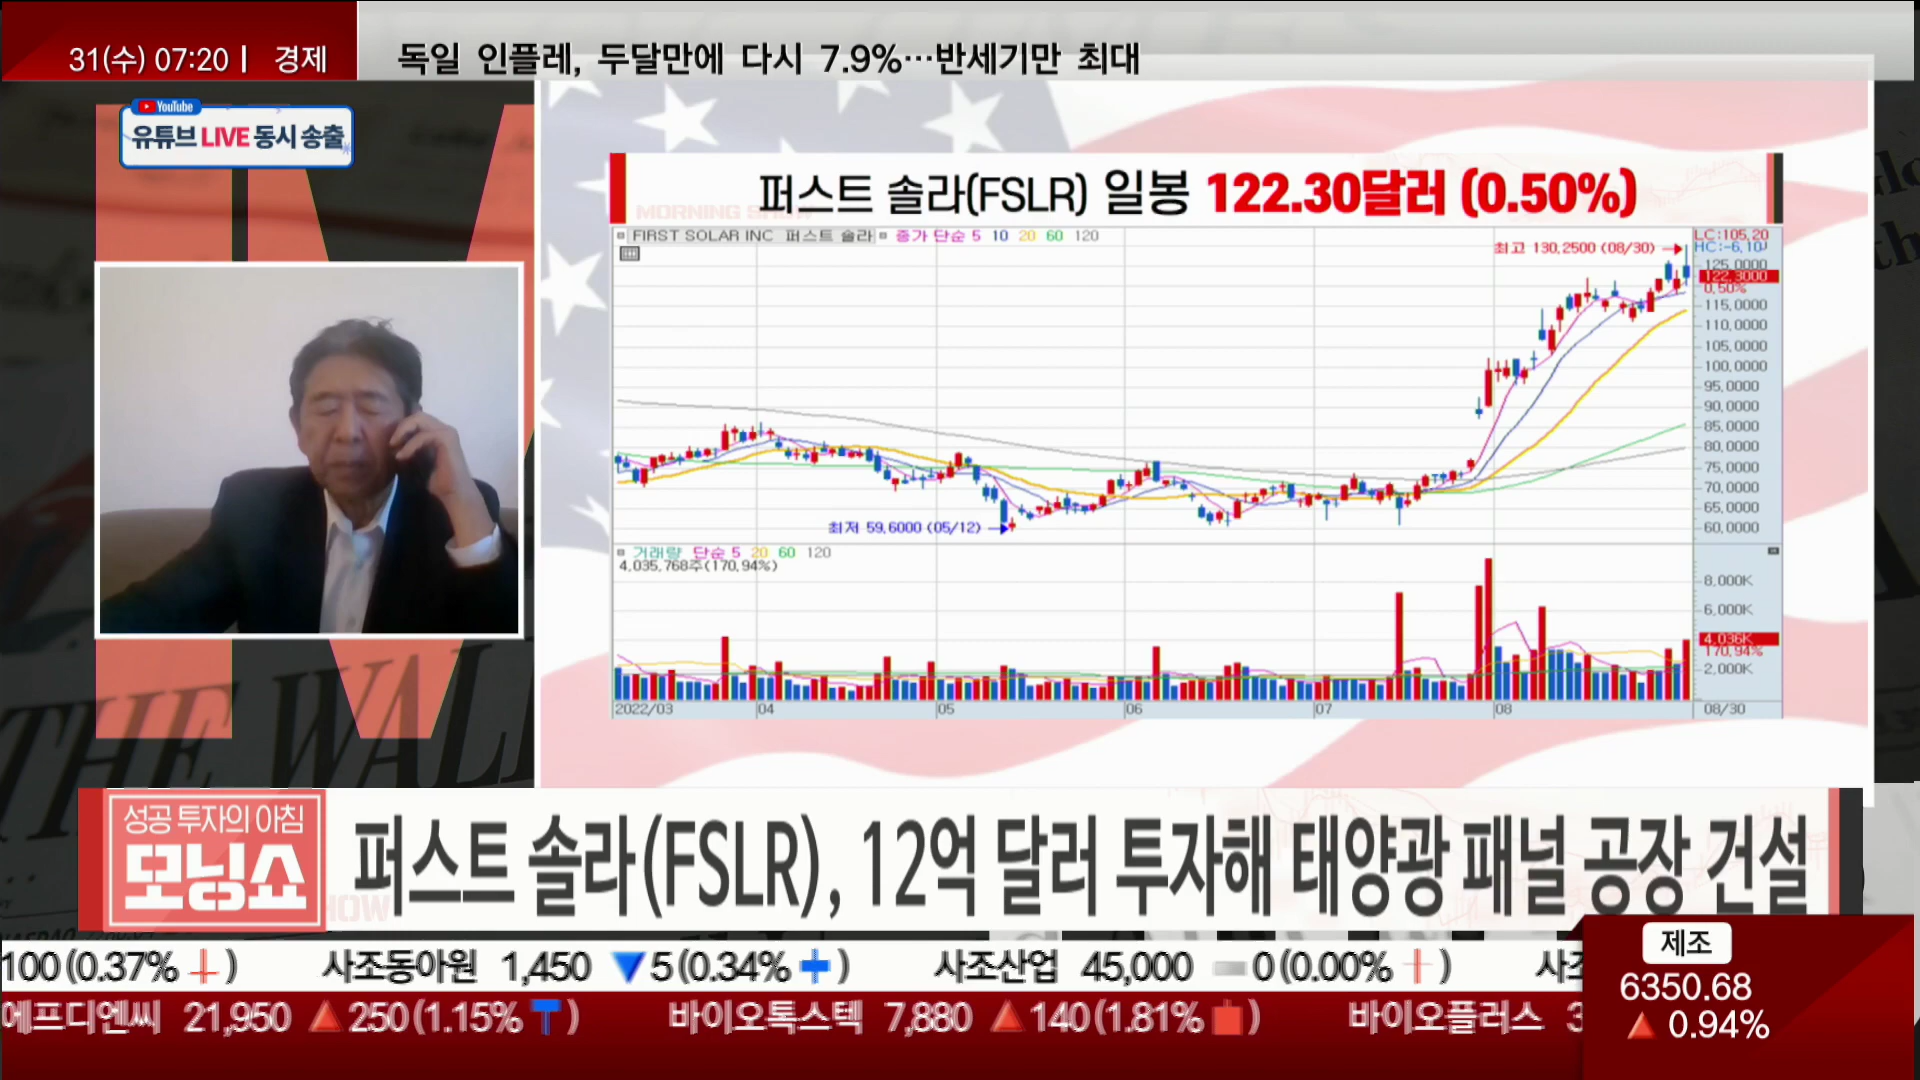 31(수) 07:20 | 경제
독일 인플레, 두달만에 다시 7.9%…반세기만 최대
YouTube
유튜브 LIVE 동시 송출
퍼스트 솔라(FSLR) 일봉 122.30달러 (0.50%)
FIRST SOLAR INC 퍼스트 솔라 종가 단순 5 10 20 60 120
LC:105.20
HC:-6.10
최고 130.2500 (08/30)
125.0000
122.3000
0.50%
115.0000
110.0000
105.0000
100.0000
95.0000
90.0000
85.0000
80.0000
75.0000
70.0000
65.0000
60.0000
최저 59.6000 (05/12)
거래량 단순 5 20 60 120
4,035,768주(170.94%)
8,000K
6,000K
4,036K
170.94%
2,000K
2022/03 04 05 06 07 08 08/30
THE WALL
성공 투자의 아침
모닝쇼
퍼스트 솔라(FSLR), 12억 달러 투자해 태양광 패널 공장 건설
100(0.37% ) 사조동아원 1,450 ▼5(0.34% ) 사조산업 45,000 0(0.00% ) 사조
에프디엔씨 21,950 ▲250(1.15% ) 바이오톡스텍 7,880 ▲140(1.81% ) 바이오플러스
제조
6350.68
▲ 0.94%